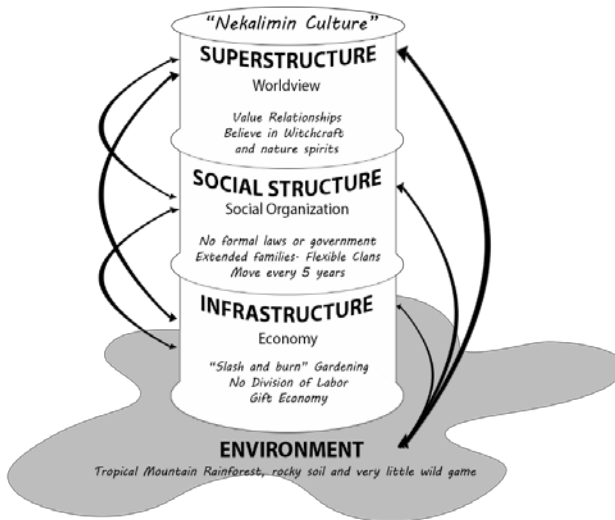 “Nekalimin Culture”
SUPERSTRUCTURE
Worldview
Value Relationships
Believe in Witchcraft
and nature spirits
SOCIAL STRUCTURE
Social Organization
No formal laws or government
Extended families- Flexible Clans
Move every 5 years
INFRASTRUCTURE
Economy
“Slash and burn” Gardening
No Division of Labor
Gift Economy
ENVIRONMENT
Tropical Mountain Rainforest, rocky soil and very little wild game